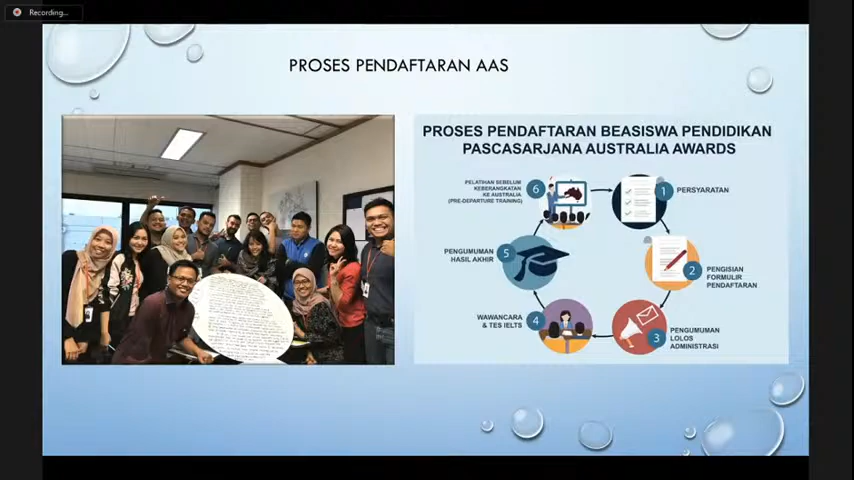 Recording...
PROSES PENDAFTARAN AAS
PROSES PENDAFTARAN BEASISWA PENDIDIKAN
PASCASARJANA AUSTRALIA AWARDS
1
PERSYARATAN
2
PENGISIAN
FORMULIR
PENDAFTARAN
3
PENGUMUMAN
LOLOS
ADMINISTRASI
4
WAWANCARA
& TES IELTS
5
PENGUMUMAN
HASIL AKHIR
6
PELATIHAN SEBELUM
KEBERANGKATAN
KE AUSTRALIA
(PRE-DEPARTURE TRAINING)